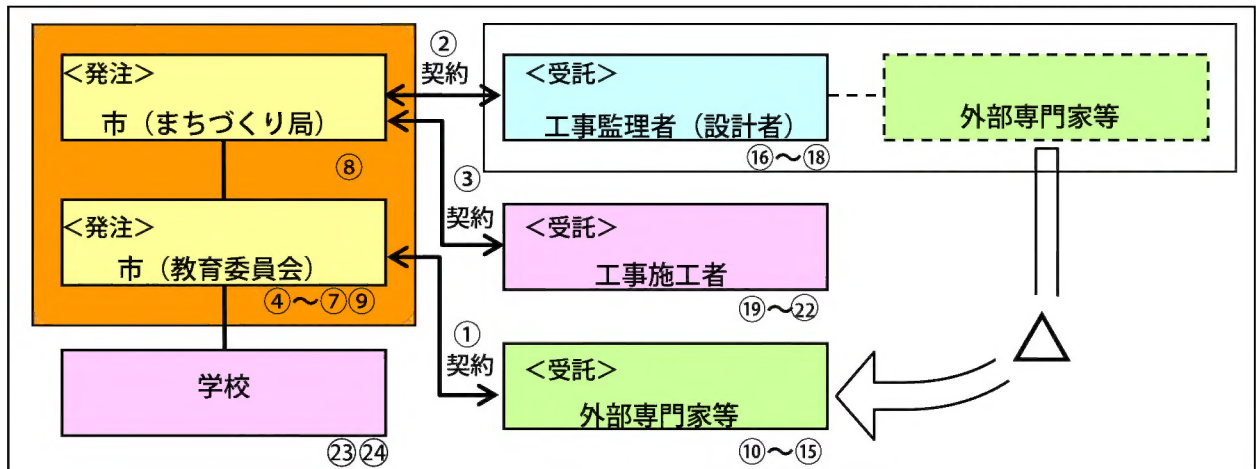 <発注>
市（まちづくり局）
⑧
<発注>
市（教育委員会）
④～⑦⑨
学校
㉓㉔
②
契約
③
契約
①
契約
<受託>
工事監理者（設計者）
⑯～⑱
外部専門家等
<受託>
工事施工者
⑲～㉒
<受託>
外部専門家等
⑩～⑮